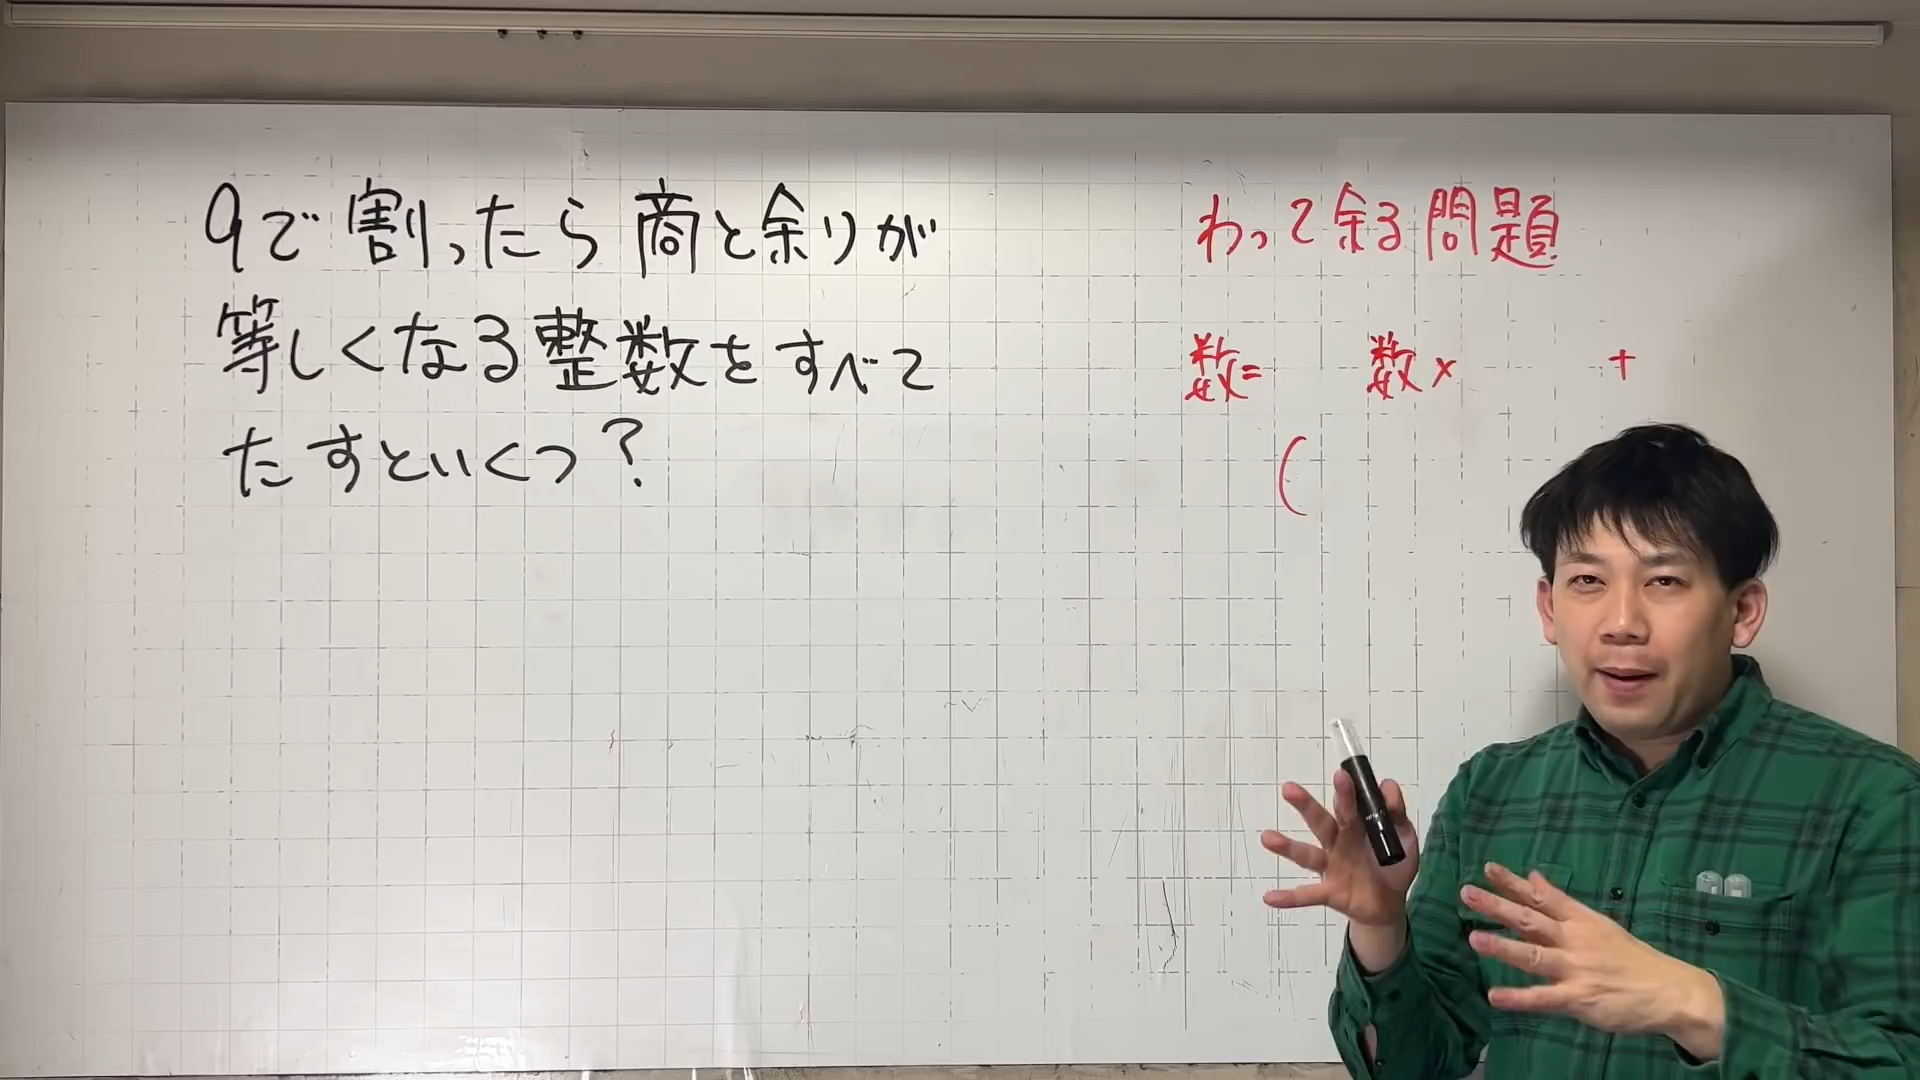 9で割ったら商と余りが
等しくなる整数をすべて
たすといくつ?
わって余る問題
数= 数× +
(